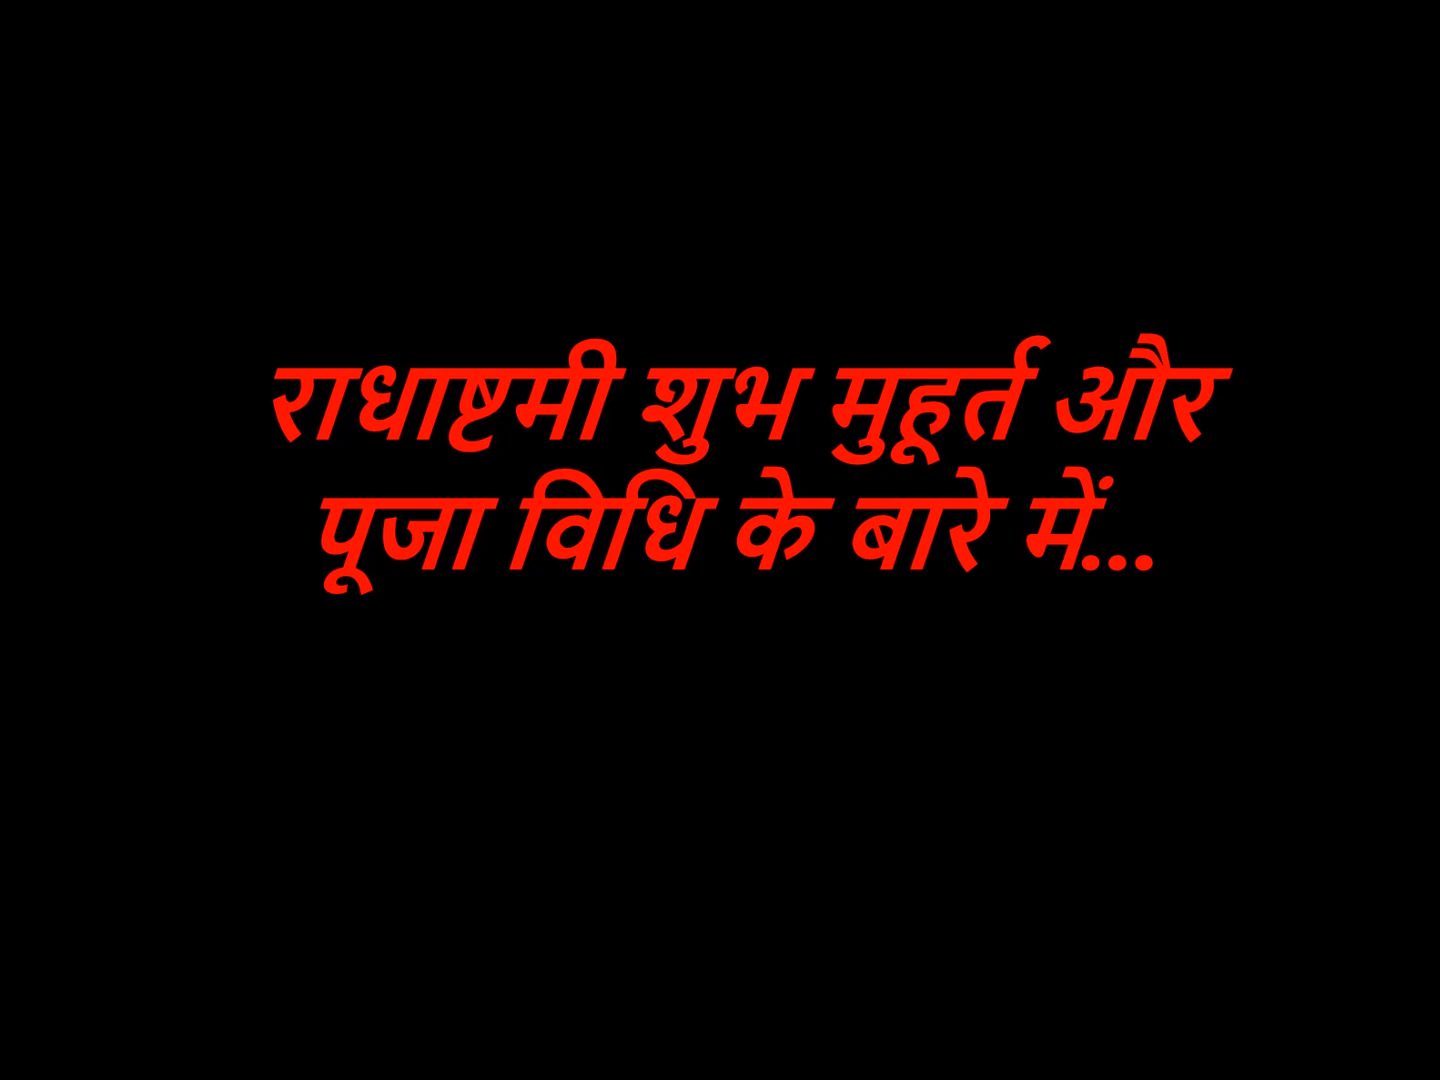 राधाष्टमी शुभ मुहूर्त और
पूजा विधि के बारे में...